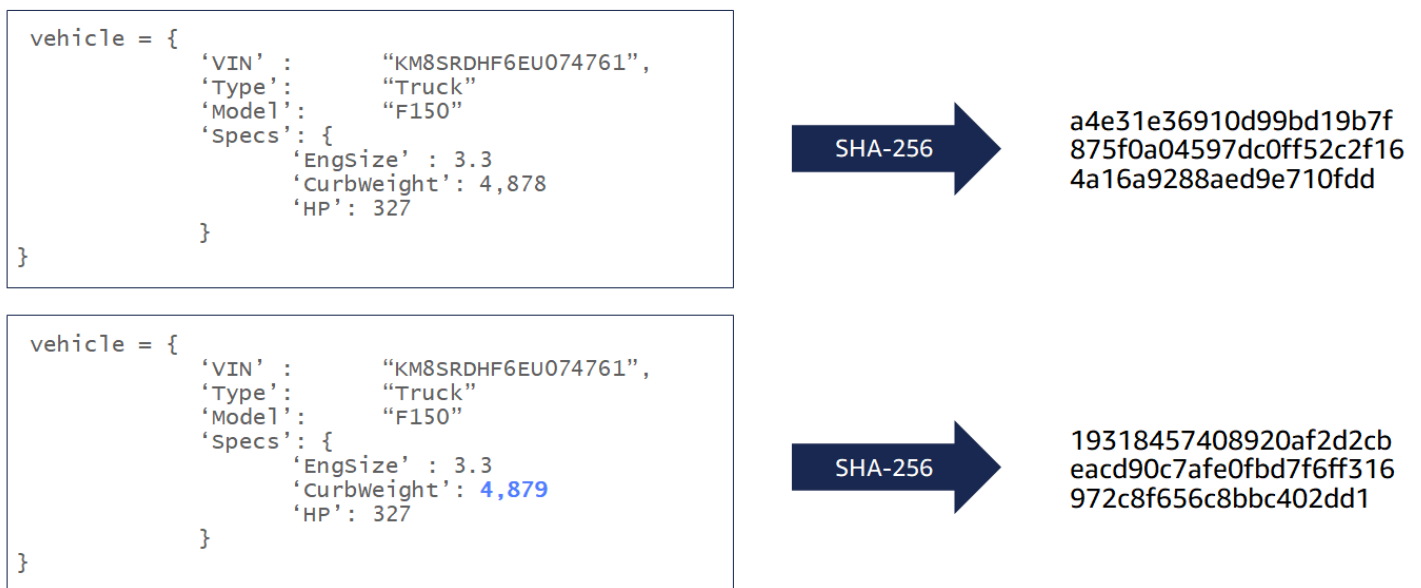 vehicle = {
‘VIN’ : “KM8SRDHF6EU074761”,
‘Type’: “Truck”
‘Model’: “F150”
‘Specs’: {
‘EngSize’ : 3.3
‘CurbWeight’: 4,878
‘HP’: 327
}
}
SHA-256
a4e31e36910d99bd19b7f
875f0a04597dc0ff52c2f16
4a16a9288aed9e710fdd
vehicle = {
‘VIN’ : “KM8SRDHF6EU074761”,
‘Type’: “Truck”
‘Model’: “F150”
‘Specs’: {
‘EngSize’ : 3.3
‘CurbWeight’: 4,879
‘HP’: 327
}
}
SHA-256
19318457408920af2d2cb
eacd90c7afe0fbd7f6ff316
972c8f656c8bbc402dd1